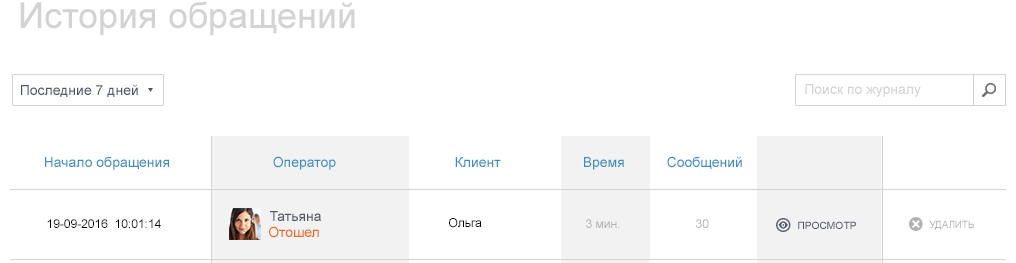 История обращений
Последние 7 дней
Поиск по журналу
Начало обращения Оператор Клиент Время Сообщений
19-09-2016 10:01:14 Татьяна Ольга 3 мин. 30 ПРОСМОТР УДАЛИТЬ
Отошел